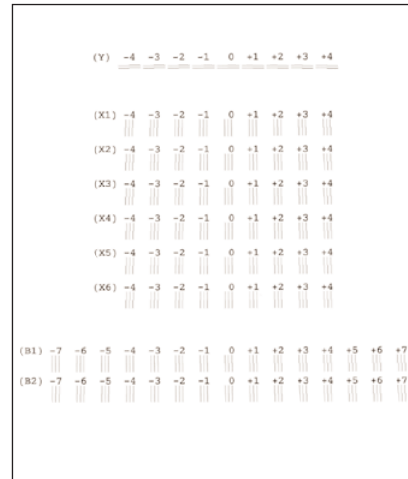 (Y) -4 -3 -2 -1 0 +1 +2 +3 +4
(X1) -4 -3 -2 -1 0 +1 +2 +3 +4
(X2) -4 -3 -2 -1 0 +1 +2 +3 +4
(X3) -4 -3 -2 -1 0 +1 +2 +3 +4
(X4) -4 -3 -2 -1 0 +1 +2 +3 +4
(X5) -4 -3 -2 -1 0 +1 +2 +3 +4
(X6) -4 -3 -2 -1 0 +1 +2 +3 +4
(B1) -7 -6 -5 -4 -3 -2 -1 0 +1 +2 +3 +4 +5 +6 +7
(B2) -7 -6 -5 -4 -3 -2 -1 0 +1 +2 +3 +4 +5 +6 +7